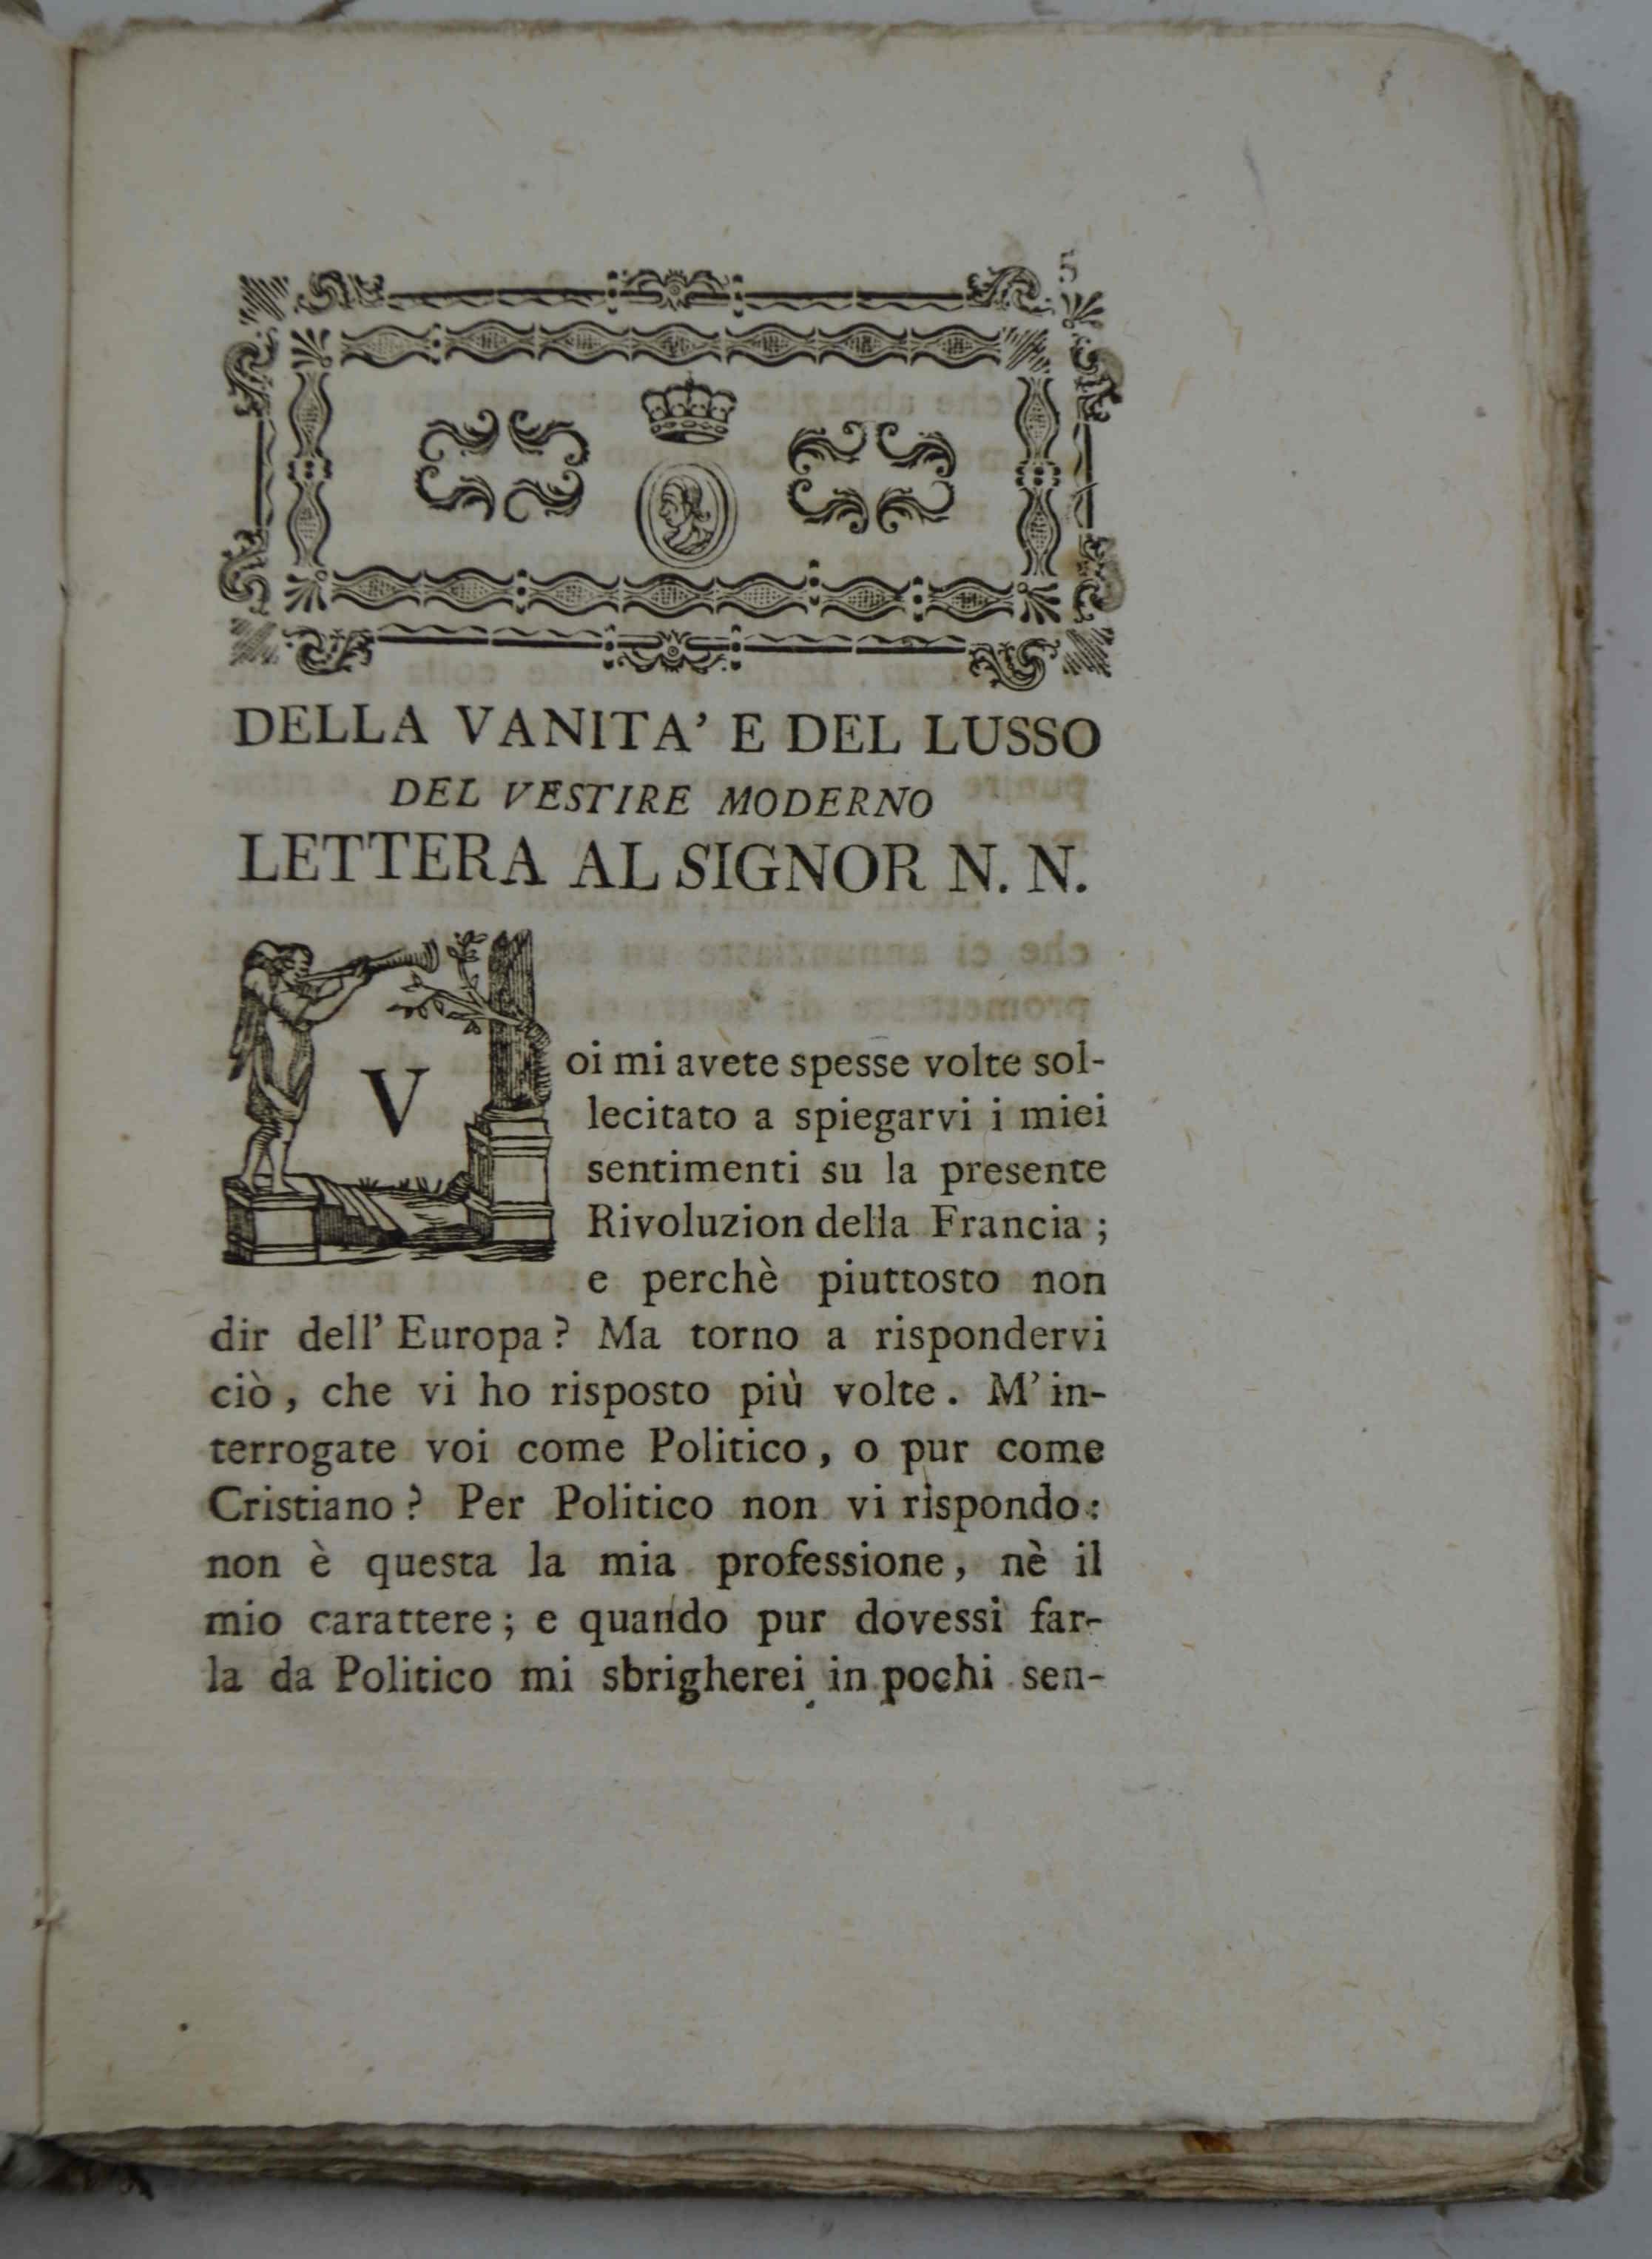 5
DELLA VANITA' E DEL LUSSO
DEL VESTIRE MODERNO
LETTERA AL SIGNOR N. N.
Voi mi avete spesse volte sol-
lecitato a spiegarvi i miei
sentimenti su la presente
Rivoluzion della Francia ;
e perchè piuttosto non
dir dell' Europa ? Ma torno a rispondervi
ciò , che vi ho risposto più volte . M' in-
terrogate voi come Politico , o pur come
Cristiano ? Per Politico non vi rispondo :
non è questa la mia professione , nè il
mio carattere ; e quando pur dovessi far-
la da Politico mi sbrigherei in pochi sen-